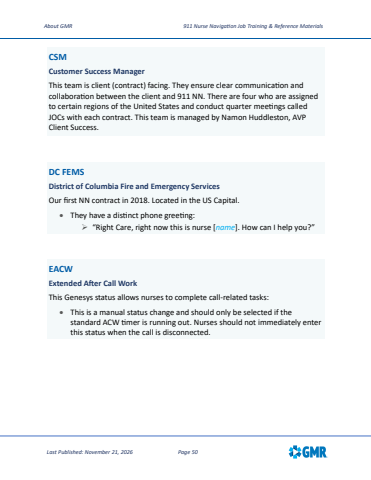 About GMR
911 Nurse Navigation Job Training & Reference Materials
CSM
Customer Success Manager
This team is client (contract) facing. They ensure clear communication and
collaboration between the client and 911 NN. There are four who are assigned
to certain regions of the United States and conduct quarter meetings called
JOCs with each contract. This team is managed by Namon Huddleston, AVP
Client Success.
DC FEMS
District of Columbia Fire and Emergency Services
Our first NN contract in 2018. Located in the US Capital.
• They have a distinct phone greeting:
➢ “Right Care, right now this is nurse [name]. How can I help you?”
EACW
Extended After Call Work
This Genesys status allows nurses to complete call-related tasks:
• This is a manual status change and should only be selected if the
standard ACW timer is running out. Nurses should not immediately enter
this status when the call is disconnected.
Last Published: November 21, 2026
Page 50
GMR